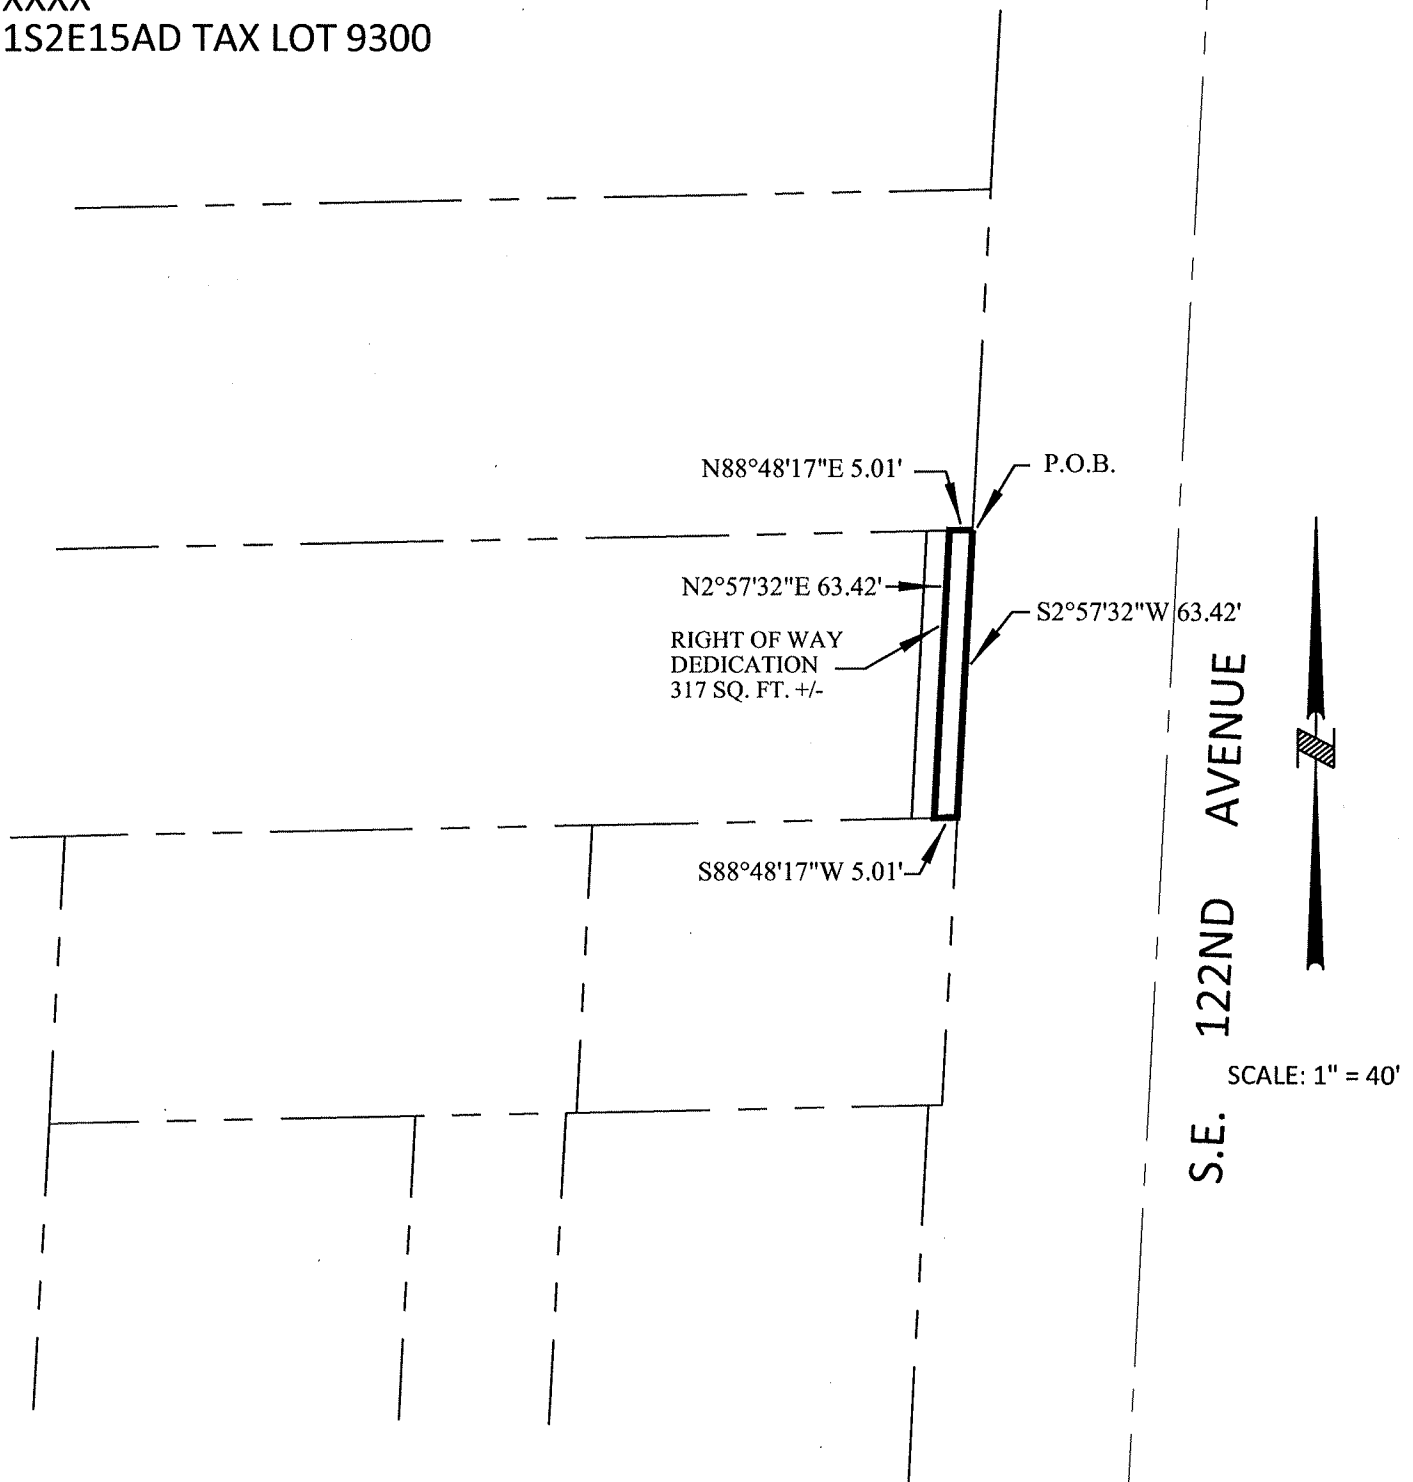 XXXX
1S2E15AD TAX LOT 9300
N88°48'17"E 5.01'
P.O.B.
N2°57'32"E 63.42'
S2°57'32"W 63.42'
RIGHT OF WAY
DEDICATION
317 SQ. FT. +/-
S88°48'17"W 5.01'
S.E. 122ND AVENUE
SCALE: 1" = 40'